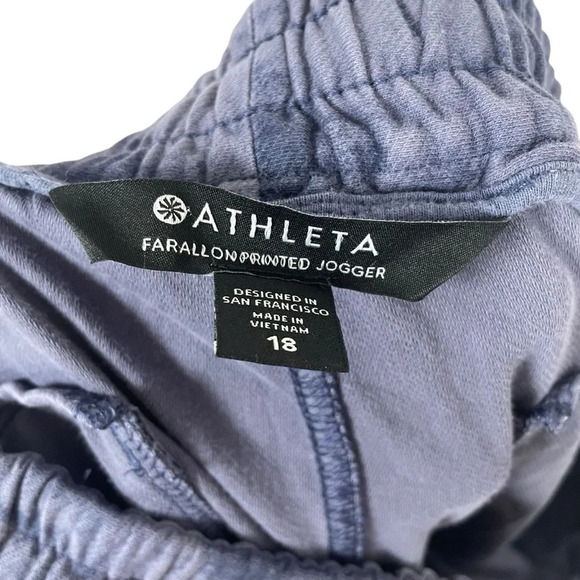 ATHLETA
FARALLON PRINTED JOGGER
DESIGNED IN
SAN FRANCISCO
MADE IN
VIETNAM
18